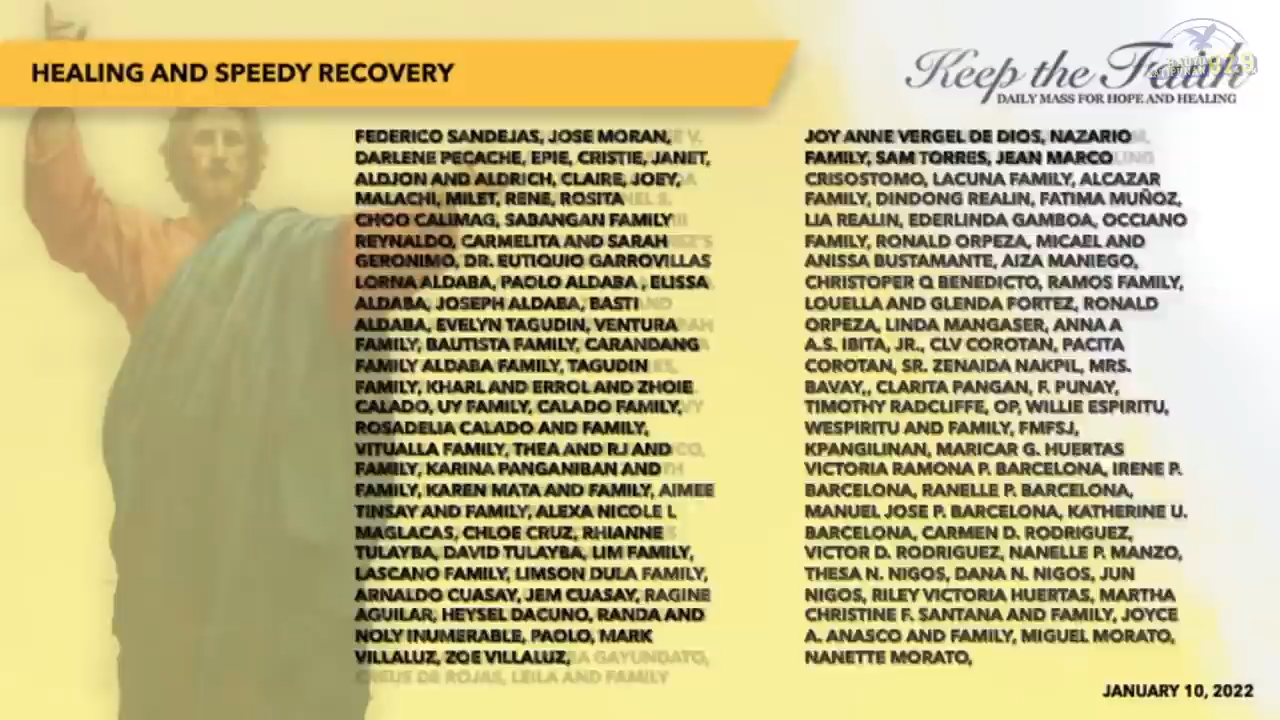 HEALING AND SPEEDY RECOVERY
Keep the Faith
DAILY MASS FOR HOPE AND HEALING
FEDERICO SANDEJAS, JOSE MORAN,
DARLENE PECACHE, EPIE, CRISTIE, JANET,
ALDJON AND ALDRICH, CLAIRE, JOEY,
MALACHI, MILET, RENE, ROSITA
CHOO CALIMAG, SABANGAN FAMILY
REYNALDO, CARMELITA AND SARAH
GERONIMO, DR. EUTIQUIO GARROVILLAS
LORNA ALDABA, PAOLO ALDABA , ELISSA
ALDABA, JOSEPH ALDABA, BASTI
ALDABA, EVELYN TAGUDIN, VENTURA
FAMILY, BAUTISTA FAMILY, CARANDANG
FAMILY ALDABA FAMILY, TAGUDIN
FAMILY, KHARL AND ERROL AND ZHOIE
CALADO, UY FAMILY, CALADO FAMILY,
ROSADELIA CALADO AND FAMILY,
VITUALLA FAMILY, THEA AND RJ AND
FAMILY, KARINA PANGANIBAN AND
FAMILY, KAREN MATA AND FAMILY, AIMEE
TINSAY AND FAMILY, ALEXA NICOLE I.
MAGLACAS, CHLOE CRUZ, RHIANNE
TULAYBA, DAVID TULAYBA, LIM FAMILY,
LASCANO FAMILY, LIMSON DULA FAMILY,
ARNALDO CUASAY, JEM CUASAY, RAGINE
AGUILAR, HEYSEL DACUNO, RANDA AND
NOLY INUMERABLE, PAOLO, MARK
VILLALUZ, ZOE VILLALUZ, GAYUNDATO,
DE ROJAS, LEILA AND FAMILY
JOY ANNE VERGEL DE DIOS, NAZARIO
FAMILY, SAM TORRES, JEAN MARCO
CRISOSTOMO, LACUNA FAMILY, ALCAZAR
FAMILY, DINDONG REALIN, FATIMA MUÑOZ,
LIA REALIN, EDERLINDA GAMBOA, OCCIANO
FAMILY, RONALD ORPEZA, MICAEL AND
ANISSA BUSTAMANTE, AIZA MANIEGO,
CHRISTOPER Q BENEDICTO, RAMOS FAMILY,
LOUELLA AND GLENDA FORTEZ, RONALD
ORPEZA, LINDA MANGASER, ANNA A
A.S. IBITA, JR., CLV COROTAN, PACITA
COROTAN, SR. ZENAIDA NAKPIL, MRS.
BAVAY,, CLARITA PANGAN, F. PUNAY,
TIMOTHY RADCLIFFE, OP, WILLIE ESPIRITU,
WESPIRITU AND FAMILY, FMFSJ,
KPANGILINAN, MARICAR G. HUERTAS
VICTORIA RAMONA P. BARCELONA, IRENE P.
BARCELONA, RANELLE P. BARCELONA,
MANUEL JOSE P. BARCELONA, KATHERINE U.
BARCELONA, CARMEN D. RODRIGUEZ,
VICTOR D. RODRIGUEZ, NANELLE P. MANZO,
THESA N. NIGOS, DANA N. NIGOS, JUN
NIGOS, RILEY VICTORIA HUERTAS, MARTHA
CHRISTINE F. SANTANA AND FAMILY, JOYCE
A. ANASCO AND FAMILY, MIGUEL MORATO,
NANETTE MORATO,
JANUARY 10, 2022